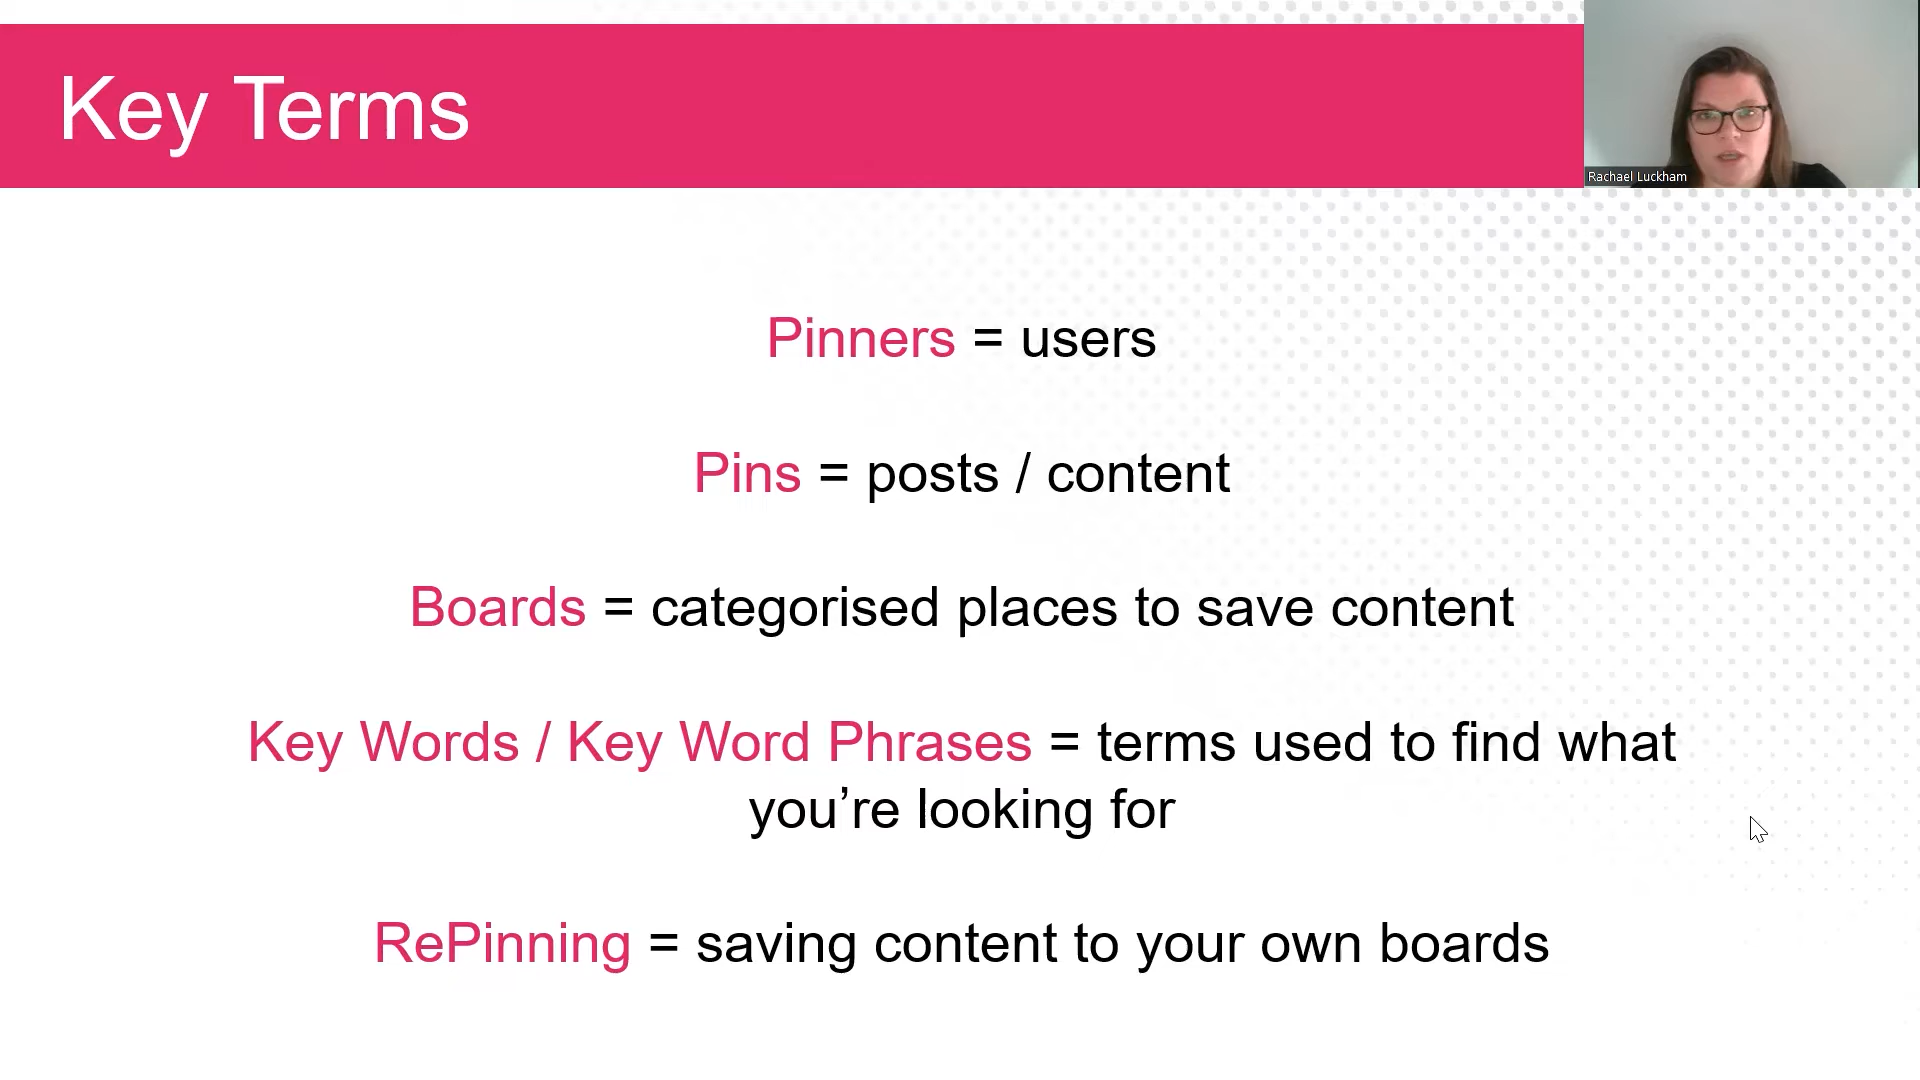 Key Terms
Rachael Luckham
Pinners = users
Pins = posts / content
Boards = categorised places to save content
Key Words / Key Word Phrases = terms used to find what
you’re looking for
RePinning = saving content to your own boards